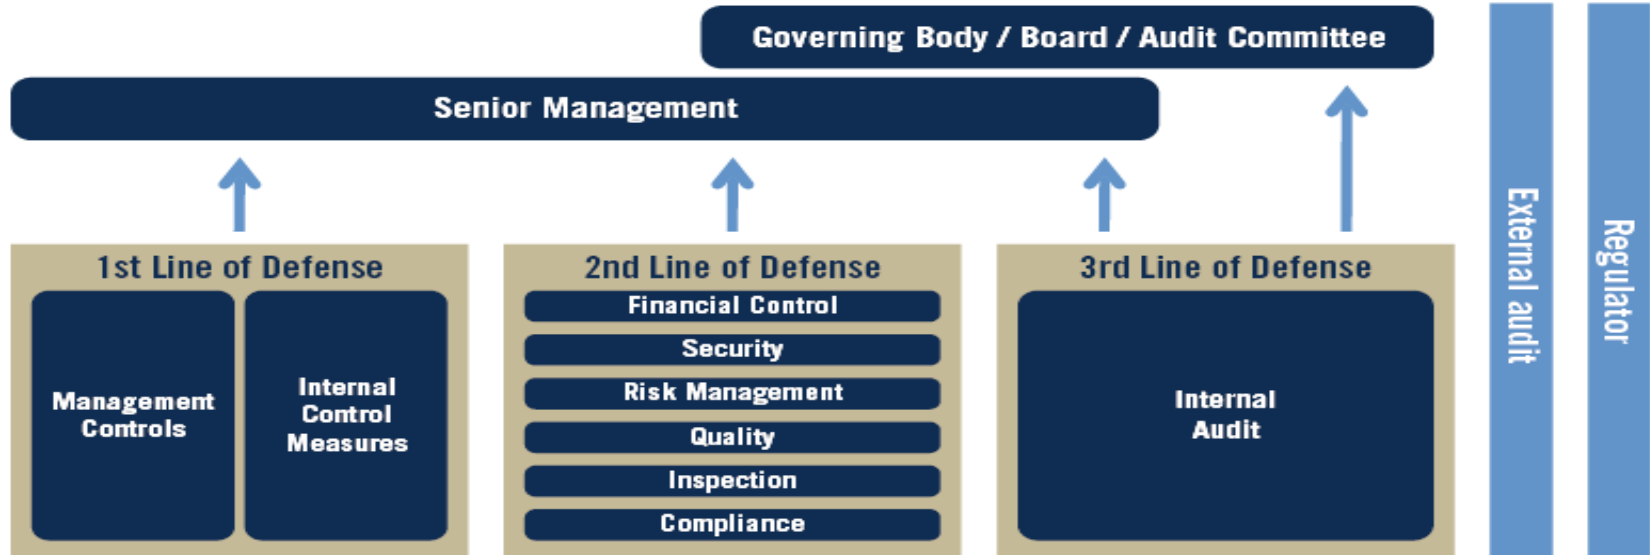 Governing Body / Board / Audit Committee
Senior Management
1st Line of Defense
Management
Controls
Internal
Control
Measures
2nd Line of Defense
Financial Control
Security
Risk Management
Quality
Inspection
Compliance
3rd Line of Defense
Internal
Audit
External audit
Regulator